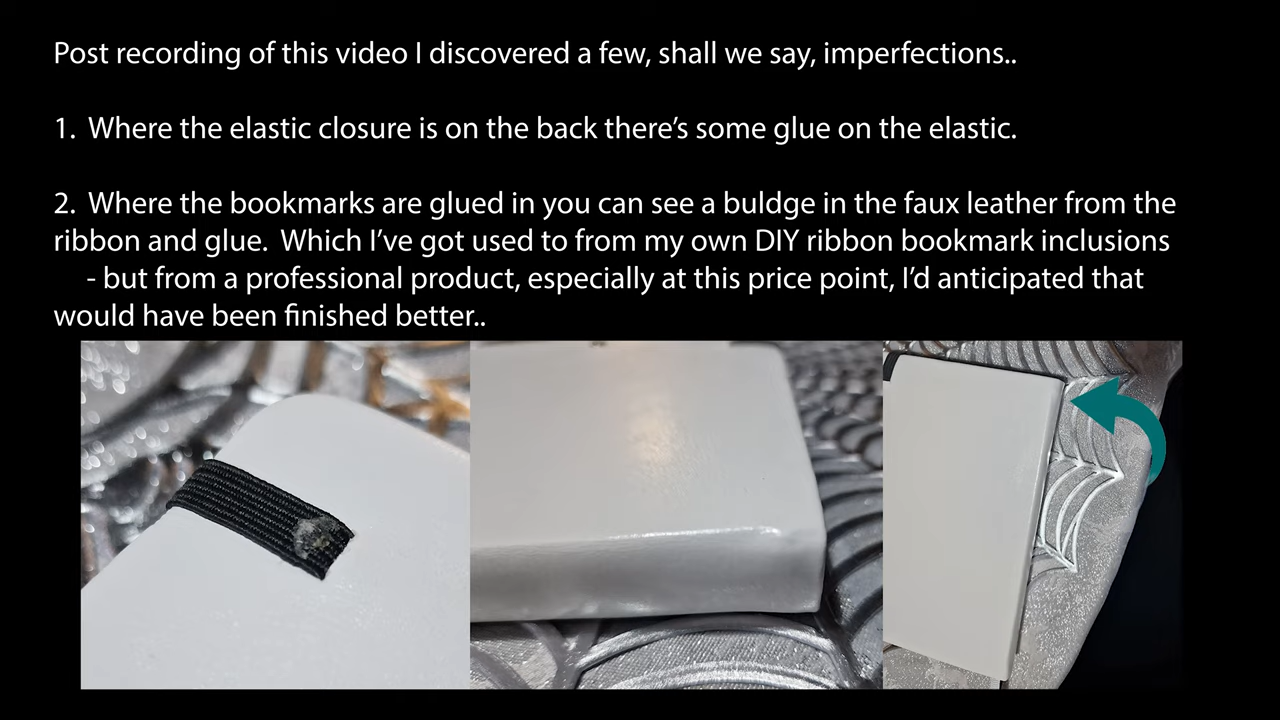 Post recording of this video I discovered a few, shall we say, imperfections..
1.  Where the elastic closure is on the back there's some glue on the elastic.
2.  Where the bookmarks are glued in you can see a buldge in the faux leather from the
ribbon and glue.  Which I've got used to from my own DIY ribbon bookmark inclusions
- but from a professional product, especially at this price point, I'd anticipated that
would have been finished better..